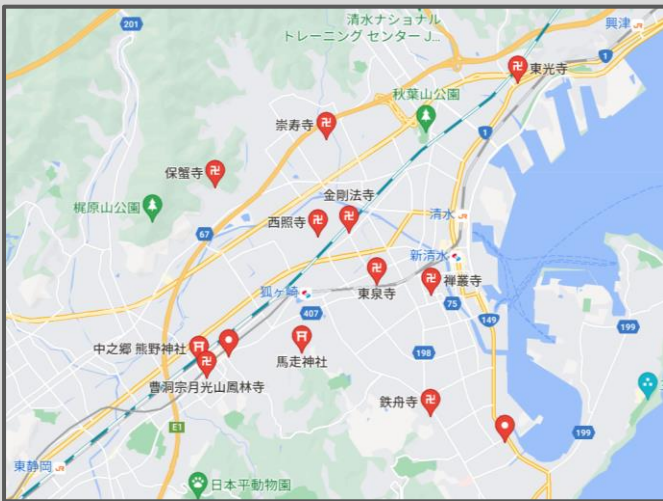 201
清水ナショナル
トレーニング センター J...
興津 JR
1
東光寺
秋葉山公園
崇寿寺
1
保蟹寺
梶原山公園
金剛法寺
西照寺
清水 JR
67
新清水
東泉寺
禅叢寺
狐ヶ崎
75
407
149
199
中之郷 熊野神社
馬走神社
198
曹洞宗月光山鳳林寺
鉄舟寺
E1
199
東静岡 JR
日本平動物園